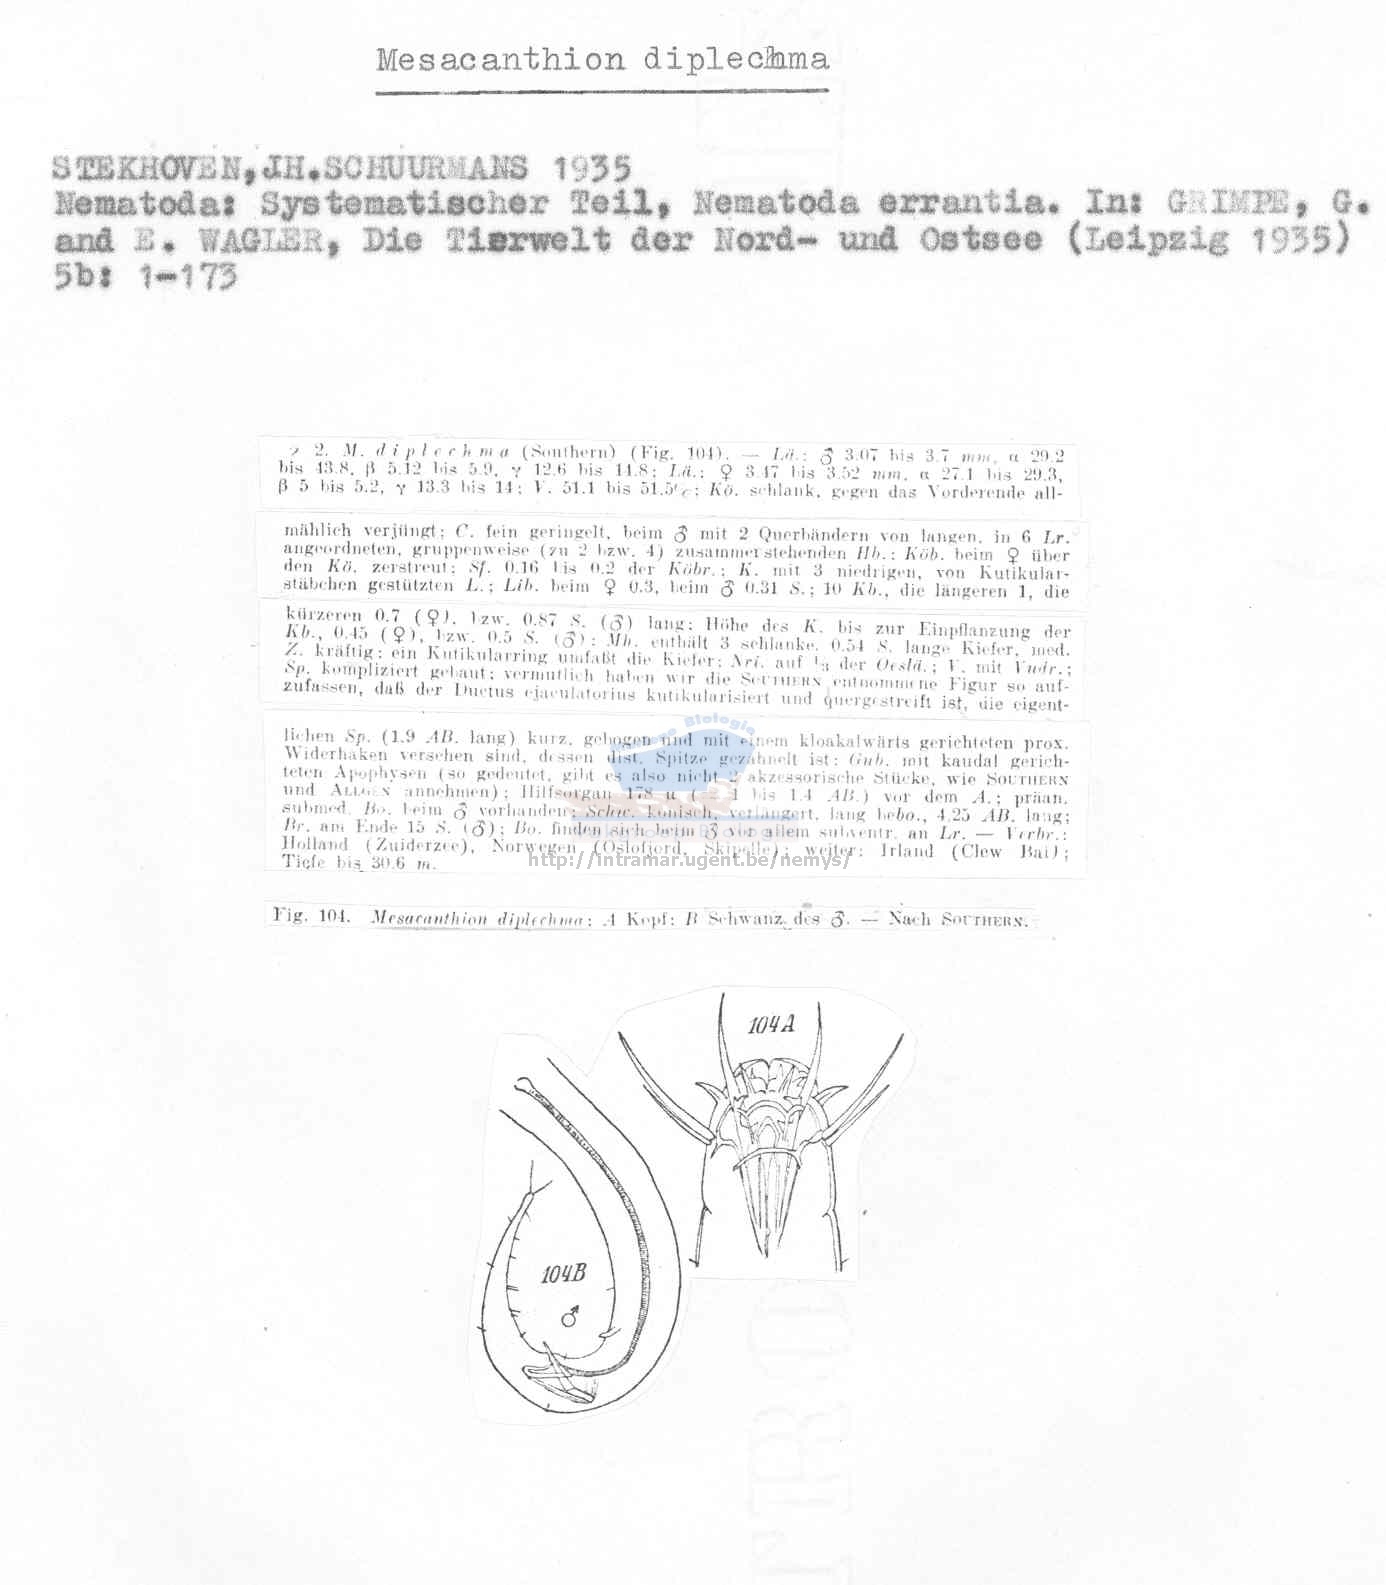 Mesacanthion diplechma
STEKHOVEN,JH.SCHUURMANS 1935
Nematoda: Systematischer Teil, Nematoda errantia. In: GRIMPE, G.
and E. WAGLER, Die Tierwelt der Nord- und Ostsee (Leipzig 1935)
5b: 1-173
2. M. diplechma (Southern) (Fig. 104). — Lä.: ♂ 3.07 bis 3.7 mm, α 29.2
bis 43.8, β 5.12 bis 5.9, γ 12.6 bis 14.8; Lä.: ♀ 3.47 bis 3.52 mm, α 27.1 bis 29.3,
β 5 bis 5.2, γ 13.3 bis 14; V. 51.1 bis 51.5%; Kö. schlank, gegen das Vorderende all-
mählich verjüngt; C. fein geringelt, beim ♂ mit 2 Querbändern von langen, in 6 Lr.
angeordneten, gruppenweise (zu 2 bzw. 4) zusammenstehenden Hb.; Köb. beim ♀ über
den Kö. zerstreut; Sf. 0.16 bis 0.2 der Köbr.; K. mit 3 niedrigen, von Kutikular-
stäbchen gestützten L.; Lib. beim ♀ 0.3, beim ♂ 0.31 S.; 10 Kb., die längeren 1, die
kürzeren 0.7 (♀), bzw. 0.87 S. (♂) lang; Höhe des K. bis zur Einpflanzung der
Kb., 0.45 (♀), bzw. 0.5 S. (♂); Mh. enthält 3 schlanke, 0.54 S. lange Kiefer, med.
Z. kräftig; ein Kutikularring umfaßt die Kiefer; Nri. auf ⅓ der Oeslä.; V. mit Vudr.;
Sp. kompliziert gebaut; vermutlich haben wir die SOUTHERN entnommene Figur so auf-
zufassen, daß der Ductus ejaculatorius kutikularisiert und quergestreift ist, die eigent-
lichen Sp. (1.9 AB. lang) kurz, gebogen und mit einem kloakalwärts gerichteten prox.
Widerhaken versehen sind, dessen dist. Spitze gezähnelt ist; Gub. mit kaudal gerich-
teten Apophysen (so gedeutet, gibt es also nicht 2 akzessorische Stücke, wie SOUTHERN
und ALLGÉN annehmen); Hilfsorgan 178 μ (= 1 bis 1.4 AB.) vor dem A.; präan.
submed. Bo. beim ♂ vorhanden; Schw. konisch, verlängert, lang bebo., 4.25 AB. lang;
Br. am Ende 15 S. (♂); Bo. finden sich beim ♂ vor allem subventr. an Lr. — Verbr.:
Holland (Zuiderzee), Norwegen (Oslofjord, Skipelle); weiter: Irland (Clew Bai);
http://intramar.ugent.be/nemys/
Tiefe bis 30.6 m.
Fig. 104. Mesacanthion diplechma; A Kopf; B Schwanz des ♂. — Nach SOUTHERN.
104A
104B
♂